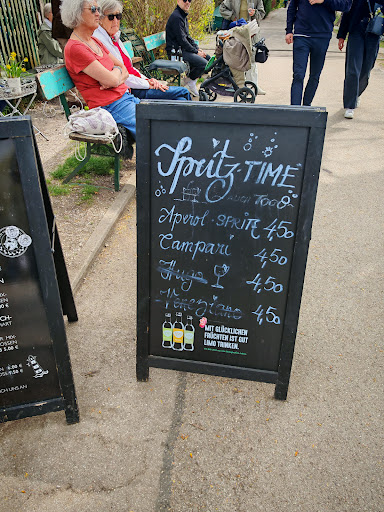 Spritz-TIME
Aperol-SPRITZ 4,50
Campari 4,50
Hugo 4,50
Veneziano 4,50
MIT GLÜCKLICHEN
FRÜCHTEN IST GUT
LIMO TRINKEN.